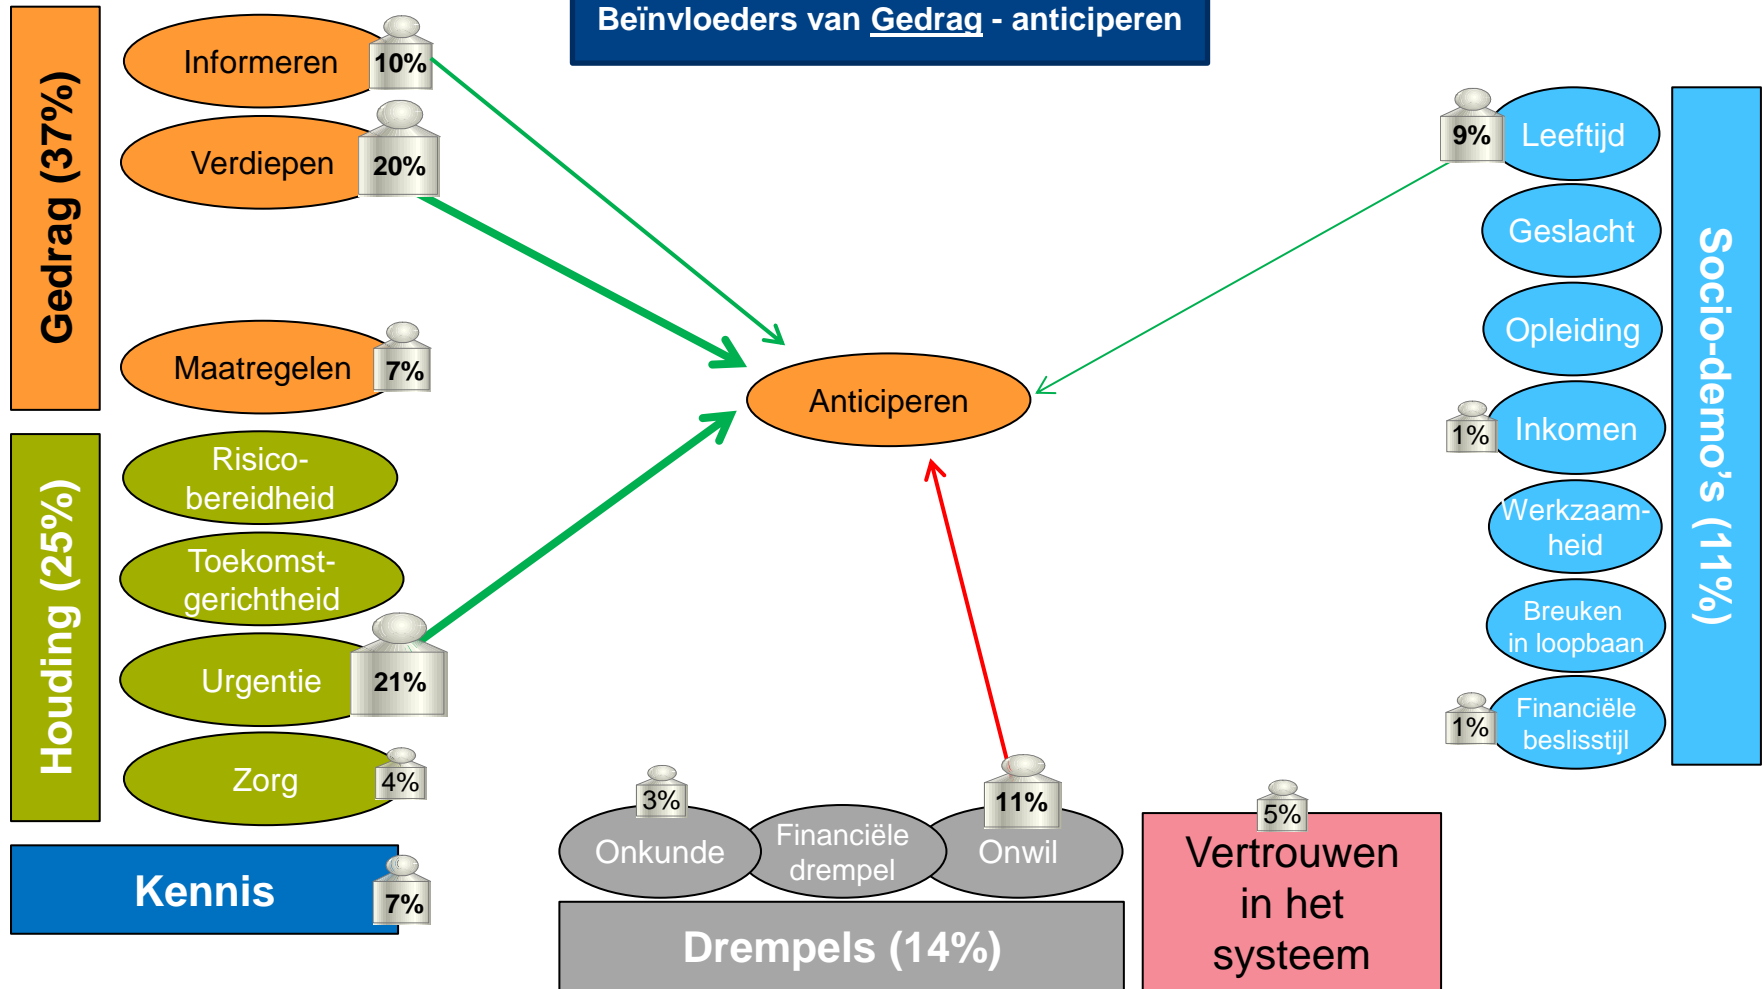 Beïnvloeders van Gedrag - anticiperen
Gedrag (37%)
Informeren
10%
Verdiepen
20%
Maatregelen
7%
Houding (25%)
Risico-
bereidheid
Toekomst-
gerichtheid
Urgentie
21%
Zorg
4%
Kennis
7%
Anticiperen
3%
Onkunde
Financiële
drempel
11%
Onwil
Drempels (14%)
5%
Vertrouwen
in het
systeem
9%
Leeftijd
Geslacht
Opleiding
1%
Inkomen
Werkzaam-
heid
Breuken
in loopbaan
1%
Financiële
beslisstijl
Socio-demo's (11%)